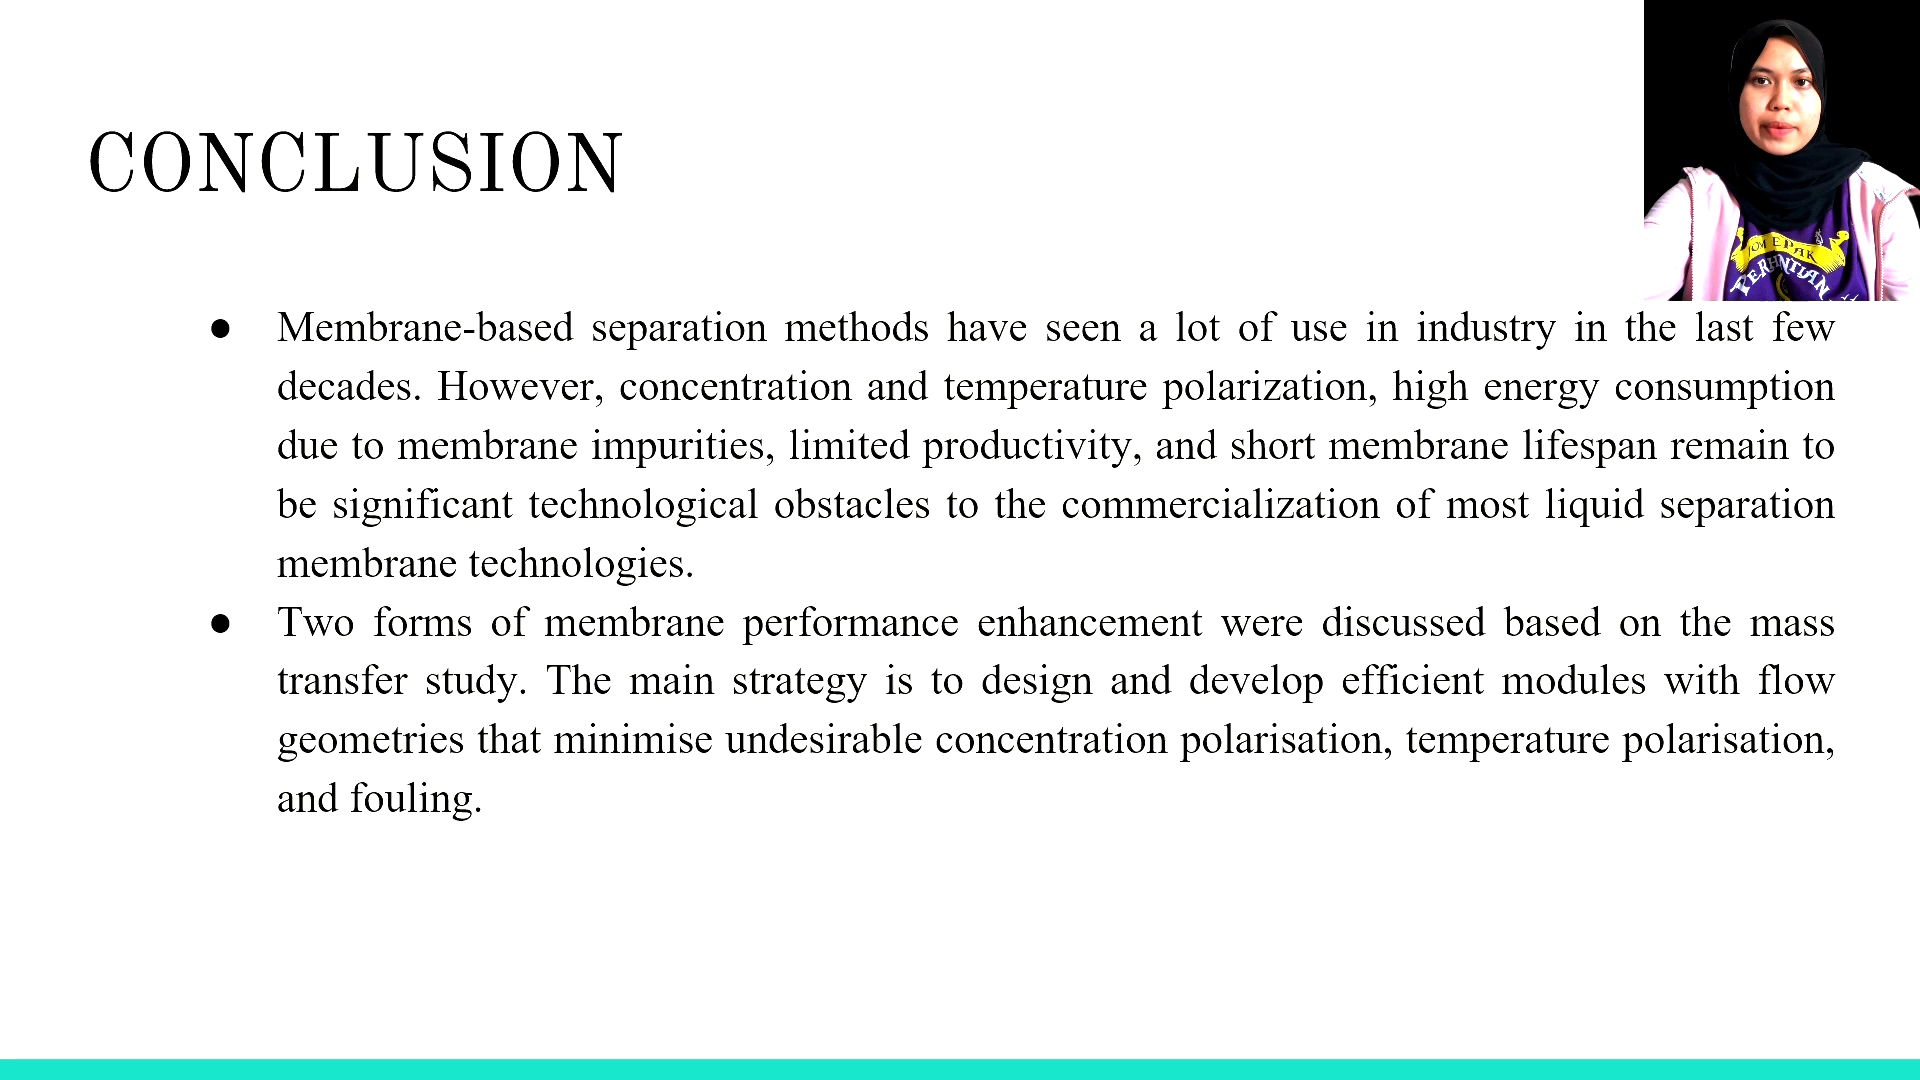 CONCLUSION
● Membrane-based separation methods have seen a lot of use in industry in the last few
decades. However, concentration and temperature polarization, high energy consumption
due to membrane impurities, limited productivity, and short membrane lifespan remain to
be significant technological obstacles to the commercialization of most liquid separation
membrane technologies.
● Two forms of membrane performance enhancement were discussed based on the mass
transfer study. The main strategy is to design and develop efficient modules with flow
geometries that minimise undesirable concentration polarisation, temperature polarisation,
and fouling.